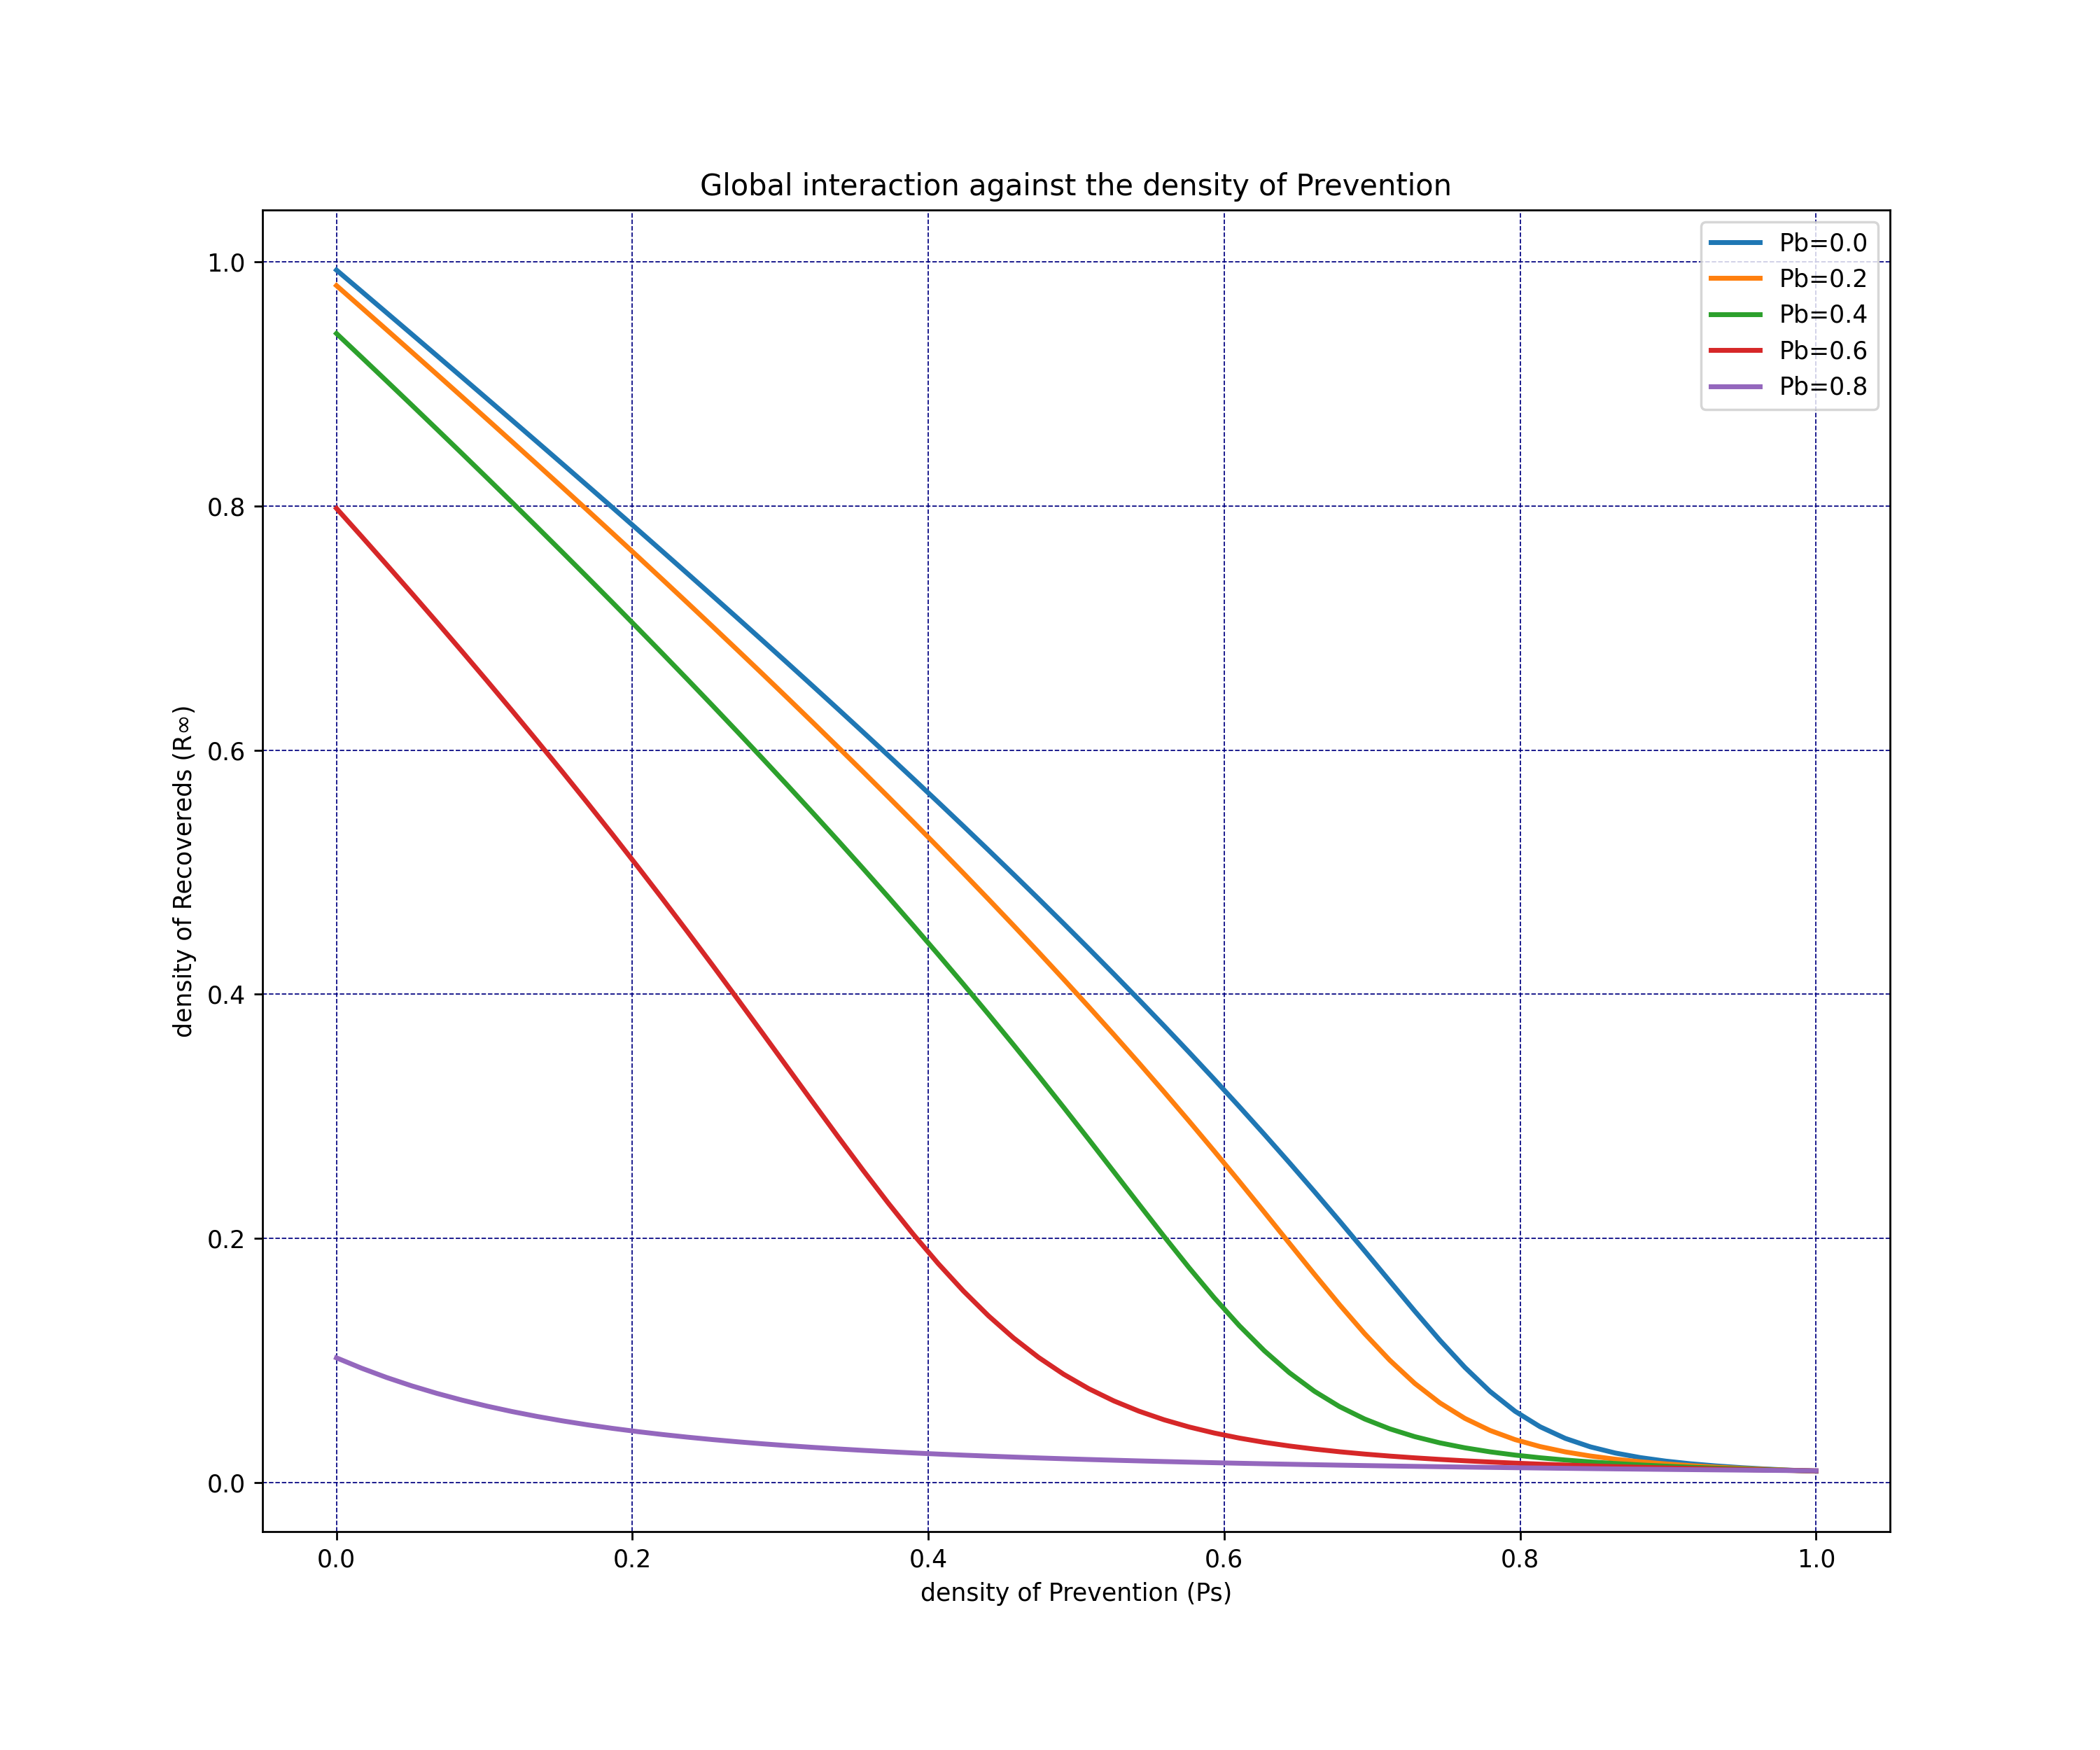 Global interaction against the density of Prevention
Pb=0.0
Pb=0.2
Pb=0.4
Pb=0.6
Pb=0.8
density of Recovereds (R∞)
1.0
0.8
0.6
0.4
0.2
0.0
0.0 0.2 0.4 0.6 0.8 1.0
density of Prevention (Ps)